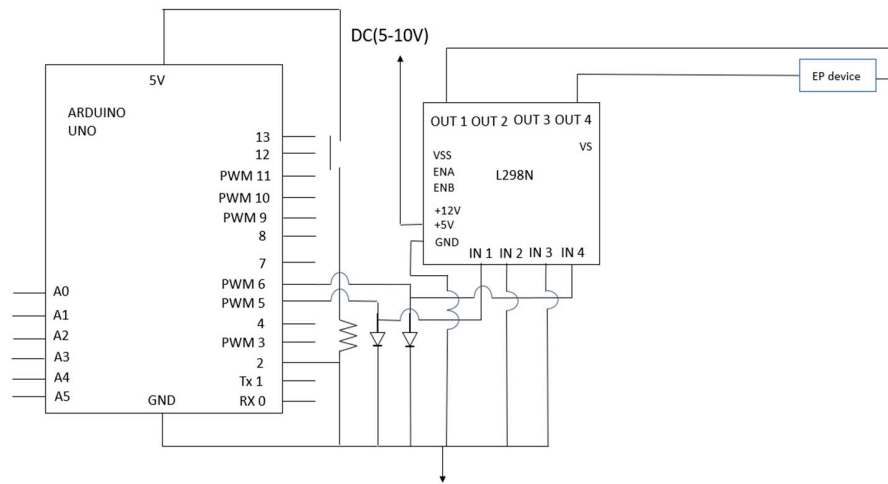 DC(5-10V)
5V
ARDUINO
UNO
13
12
PWM 11
PWM 10
PWM 9
8
7
PWM 6
PWM 5
4
PWM 3
2
Tx 1
RX 0
A0
A1
A2
A3
A4
A5
GND
OUT 1 OUT 2 OUT 3 OUT 4
VS
VSS
ENA
ENB
L298N
+12V
+5V
GND
IN 1 IN 2 IN 3 IN 4
EP device